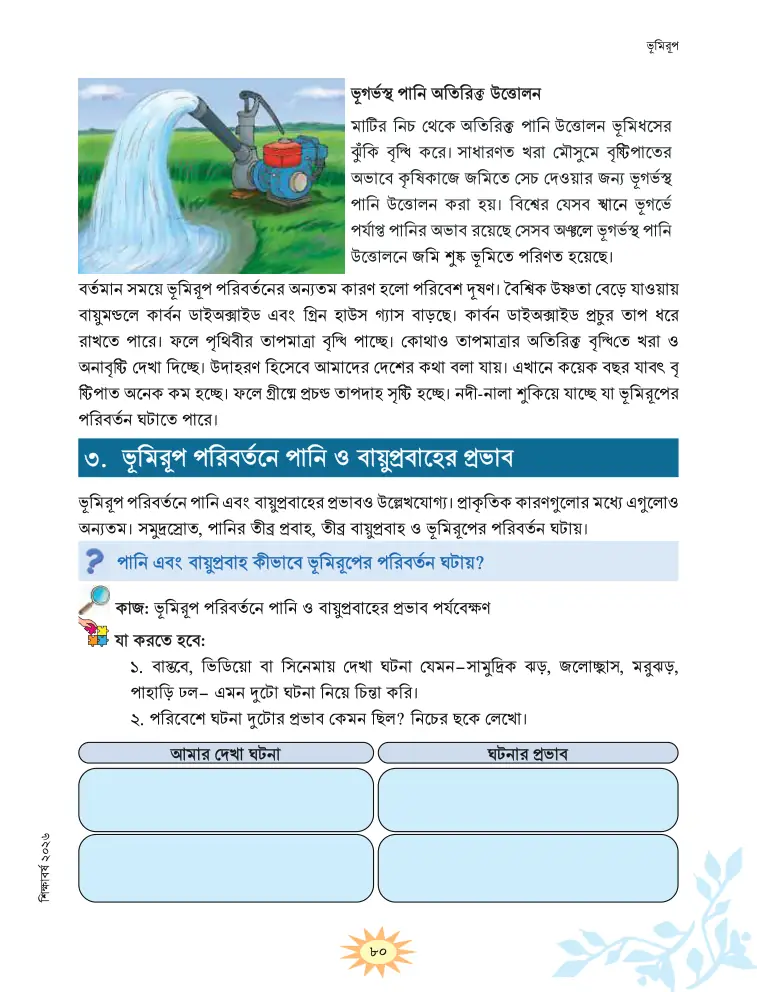 ভূমিরূপ
ভূগর্ভস্থ পানি অতিরিক্ত উত্তোলন
মাটির নিচ থেকে অতিরিক্ত পানি উত্তোলন ভূমিধসের
ঝুঁকি বৃদ্ধি করে। সাধারণত খরা মৌসুমে বৃষ্টিপাতের
অভাবে কৃষিকাজে জমিতে সেচ দেওয়ার জন্য ভূগর্ভস্থ
পানি উত্তোলন করা হয়। বিশ্বের যেসব স্থানে ভূগর্ভে
পর্যাপ্ত পানির অভাব রয়েছে সেসব অঞ্চলে ভূগর্ভস্থ পানি
উত্তোলনে জমি শুষ্ক ভূমিতে পরিণত হয়েছে।
বর্তমান সময়ে ভূমিরূপ পরিবর্তনের অন্যতম কারণ হলো পরিবেশ দূষণ। বৈশ্বিক উষ্ণতা বেড়ে যাওয়ায়
বায়ুমন্ডলে কার্বন ডাইঅক্সাইড এবং গ্রিন হাউস গ্যাস বাড়ছে। কার্বন ডাইঅক্সাইড প্রচুর তাপ ধরে
রাখতে পারে। ফলে পৃথিবীর তাপমাত্রা বৃদ্ধি পাচ্ছে। কোথাও তাপমাত্রার অতিরিক্ত বৃদ্ধিতে খরা ও
অনাবৃষ্টি দেখা দিচ্ছে। উদাহরণ হিসেবে আমাদের দেশের কথা বলা যায়। এখানে কয়েক বছর যাবৎ বৃ
ষ্টিপাত অনেক কম হচ্ছে। ফলে গ্রীষ্মে প্রচন্ড তাপদাহ সৃষ্টি হচ্ছে। নদী-নালা শুকিয়ে যাচ্ছে যা ভূমিরূপের
পরিবর্তন ঘটাতে পারে।
৩. ভূমিরূপ পরিবর্তনে পানি ও বায়ুপ্রবাহের প্রভাব
ভূমিরূপ পরিবর্তনে পানি এবং বায়ুপ্রবাহের প্রভাবও উল্লেখযোগ্য। প্রাকৃতিক কারণগুলোর মধ্যে এগুলোও
অন্যতম। সমুদ্রস্রোত, পানির তীব্র প্রবাহ, তীব্র বায়ুপ্রবাহ ও ভূমিরূপের পরিবর্তন ঘটায়।
? পানি এবং বায়ুপ্রবাহ কীভাবে ভূমিরূপের পরিবর্তন ঘটায়?
কাজ: ভূমিরূপ পরিবর্তনে পানি ও বায়ুপ্রবাহের প্রভাব পর্যবেক্ষণ
যা করতে হবে:
১. বাস্তবে, ভিডিয়ো বা সিনেমায় দেখা ঘটনা যেমন–সামুদ্রিক ঝড়, জলোচ্ছ্বাস, মরুঝড়,
পাহাড়ি ঢল– এমন দুটো ঘটনা নিয়ে চিন্তা করি।
২. পরিবেশে ঘটনা দুটোর প্রভাব কেমন ছিল? নিচের ছকে লেখো।
আমার দেখা ঘটনা
ঘটনার প্রভাব
শিক্ষাবর্ষ ২০২৬
৮০